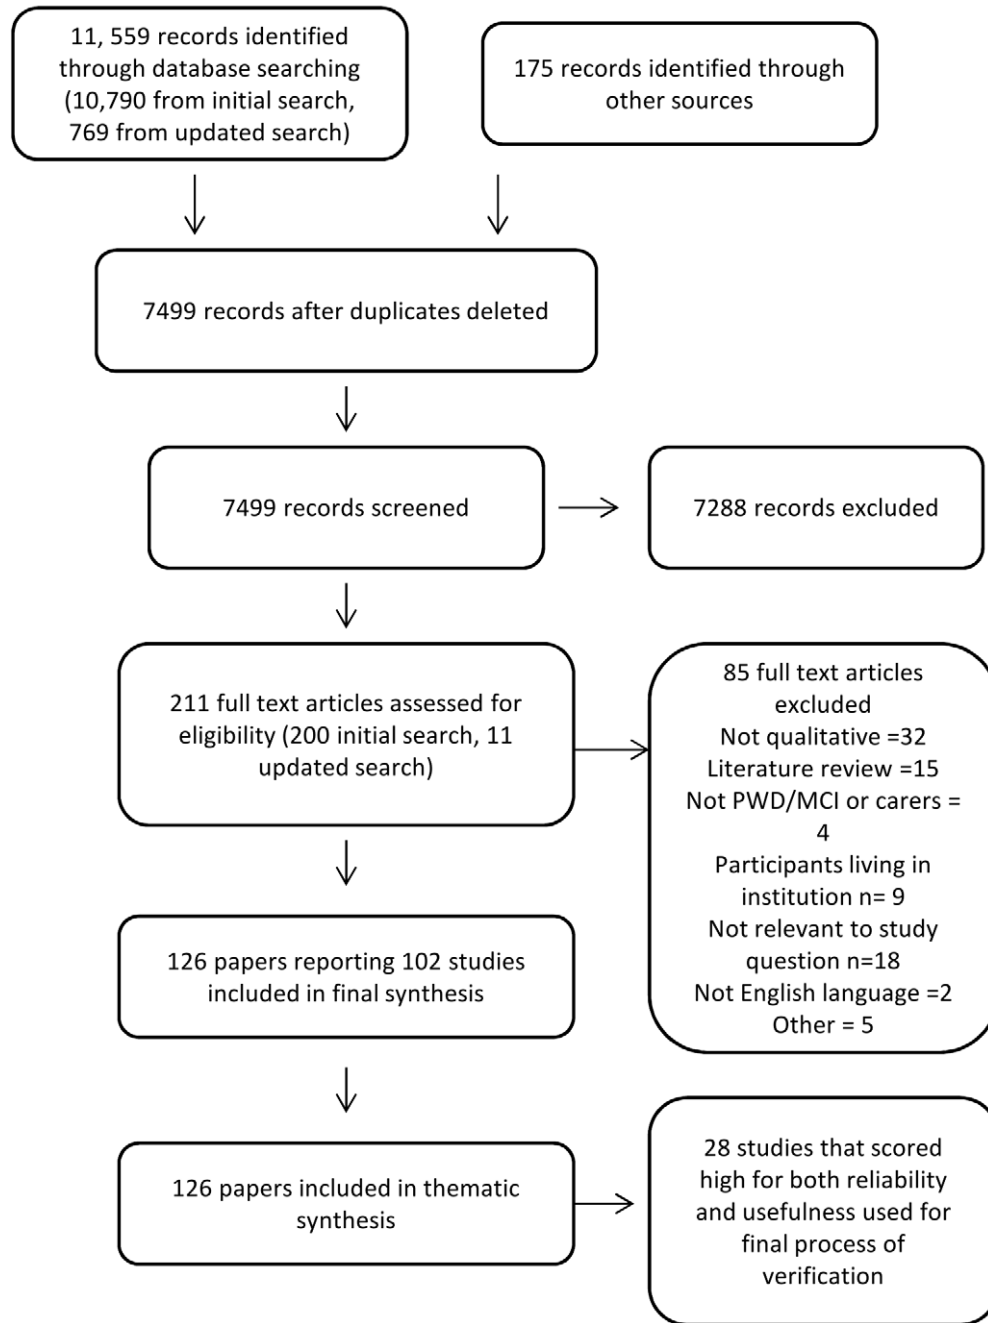 11, 559 records identified
through database searching
(10,790 from initial search,
769 from updated search)
175 records identified through
other sources
7499 records after duplicates deleted
7499 records screened
7288 records excluded
211 full text articles assessed for
eligibility (200 initial search, 11
updated search)
85 full text articles
excluded
Not qualitative =32
Literature review =15
Not PWD/MCI or carers =
4
Participants living in
institution n= 9
Not relevant to study
question n=18
Not English language =2
Other = 5
126 papers reporting 102 studies
included in final synthesis
126 papers included in thematic
synthesis
28 studies that scored
high for both reliability
and usefulness used for
final process of
verification